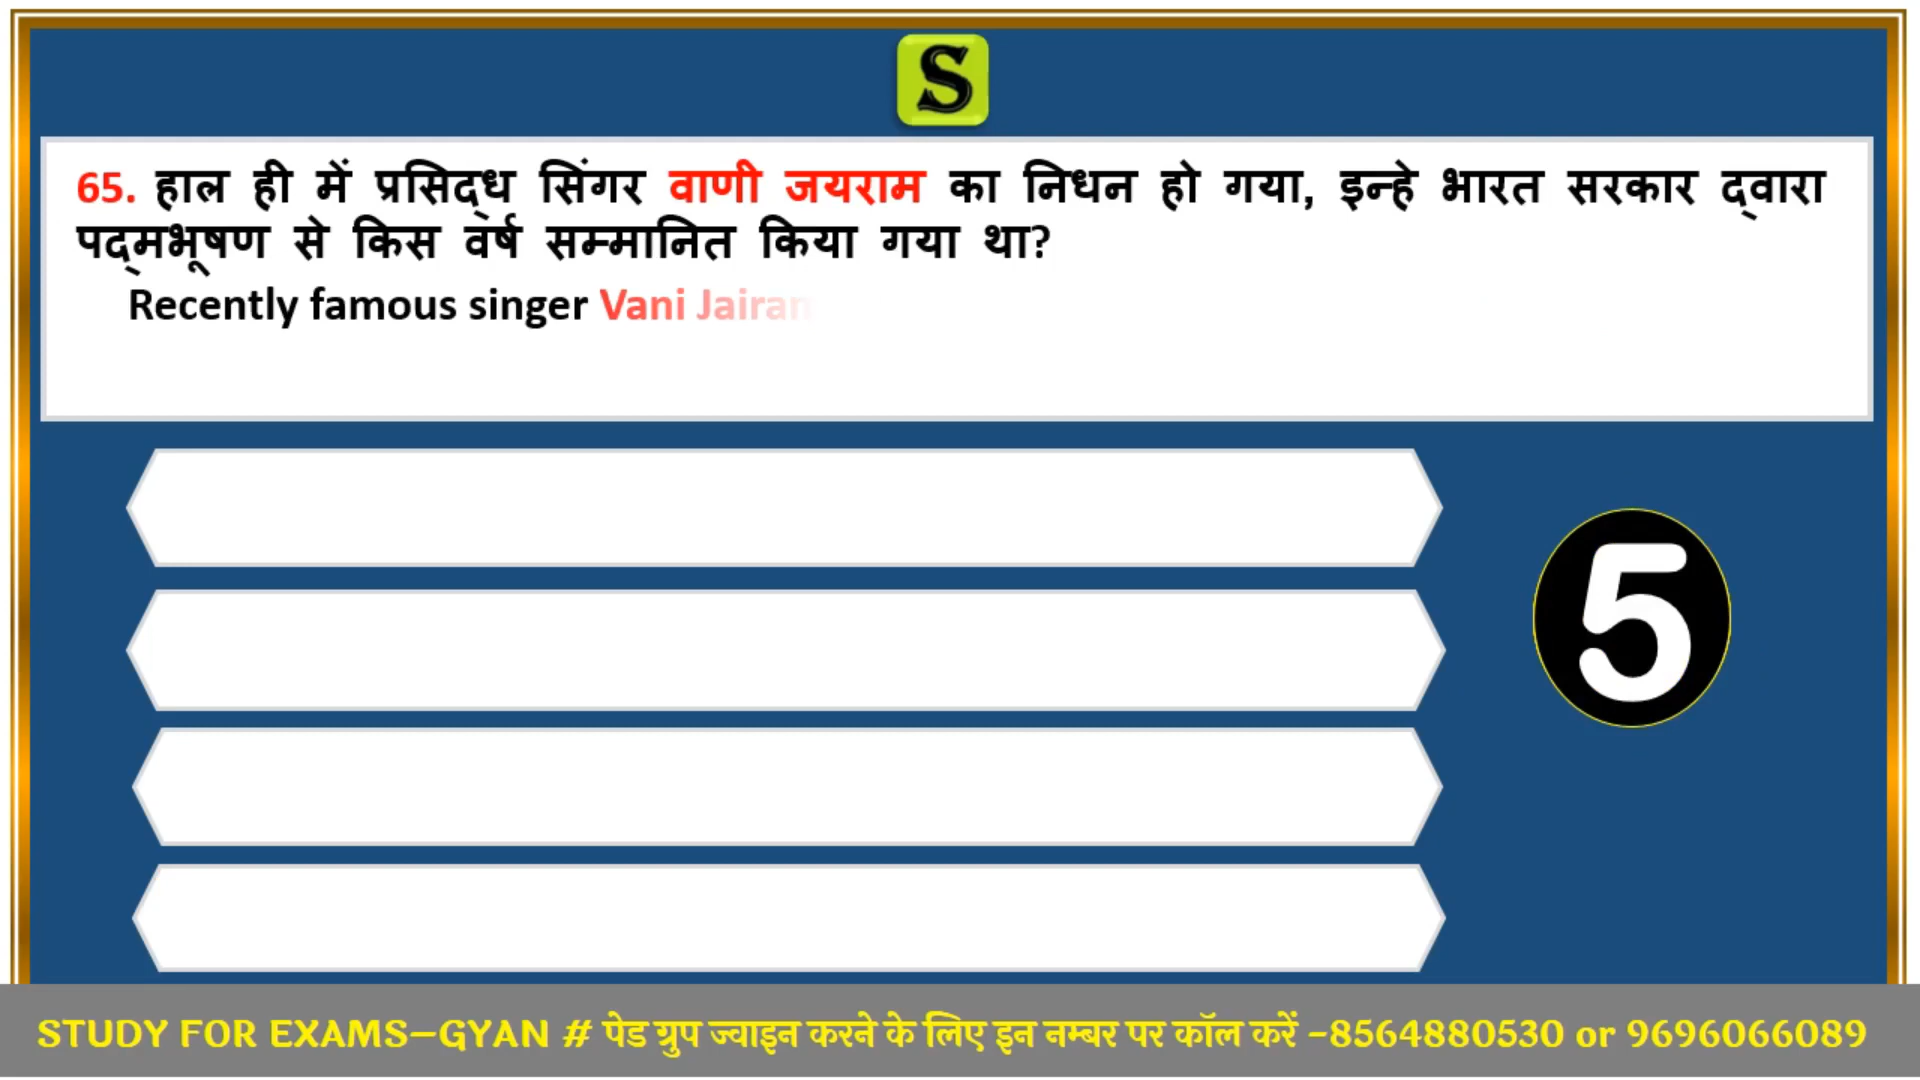 S
65. हाल ही में प्रसिद्ध सिंगर वाणी जयराम का निधन हो गया, इन्हे भारत सरकार द्वारा
पद्मभूषण से किस वर्ष सम्मानित किया गया था?
Recently famous singer Vani Jairam
5
STUDY FOR EXAMS-GYAN # पेड ग्रुप ज्वाइन करने के लिए इन नम्बर पर कॉल करें -8564880530 or 9696066089